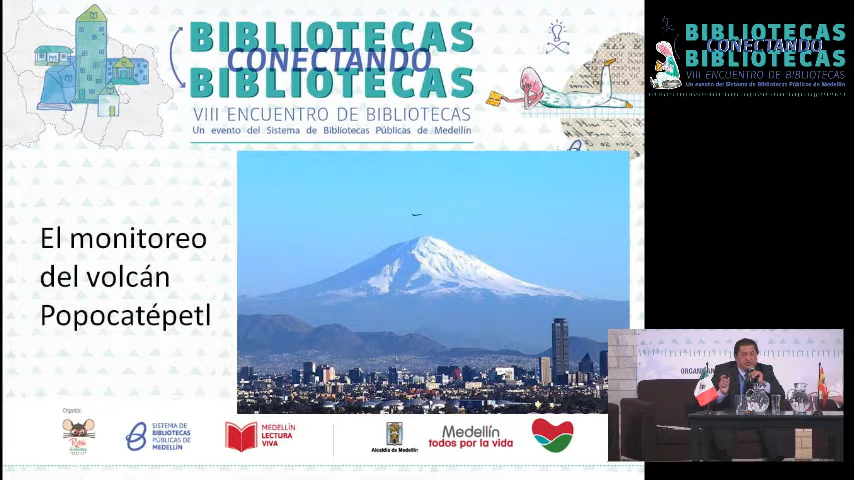 BIBLIOTECAS
CONECTANDO
BIBLIOTECAS
VIII ENCUENTRO DE BIBLIOTECAS
Un evento del Sistema de Bibliotecas Públicas de Medellín
El monitoreo
del volcán
Popocatépetl
SISTEMA DE
BIBLIOTECAS
PÚBLICAS DE
MEDELLÍN
MEDELLÍN
LECTURA
VIVA
Alcaldía de Medellín
Medellín
todos por la vida
BIBLIOTECAS
CONECTANDO
BIBLIOTECAS
VIII ENCUENTRO DE BIBLIOTECAS
Un evento del Sistema de Bibliotecas Públicas de Medellín